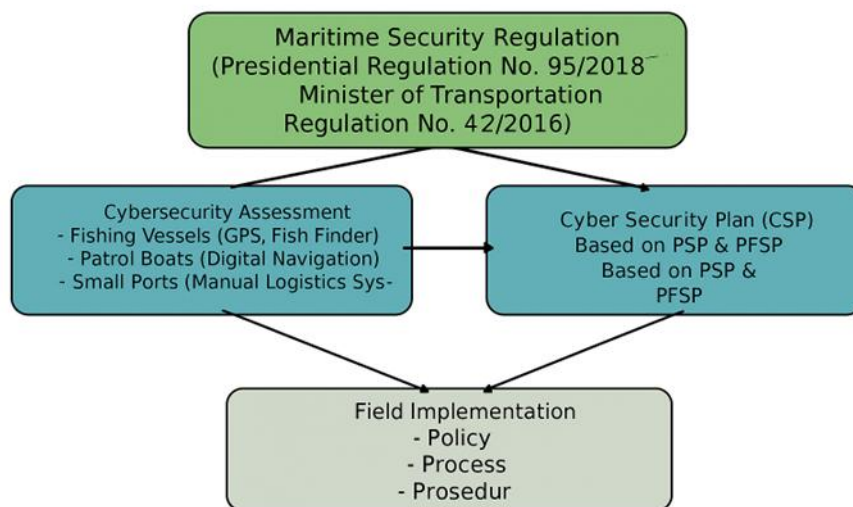 Maritime Security Regulation
(Presidential Regulation No. 95/2018
Minister of Transportation
Regulation No. 42/2016)
Cybersecurity Assessment
- Fishing Vessels (GPS, Fish Finder)
- Patrol Boats (Digital Navigation)
- Small Ports (Manual Logistics Sys-
Cyber Security Plan (CSP)
Based on PSP & PFSP
Based on PSP &
PFSP
Field Implementation
- Policy
- Process
- Prosedur